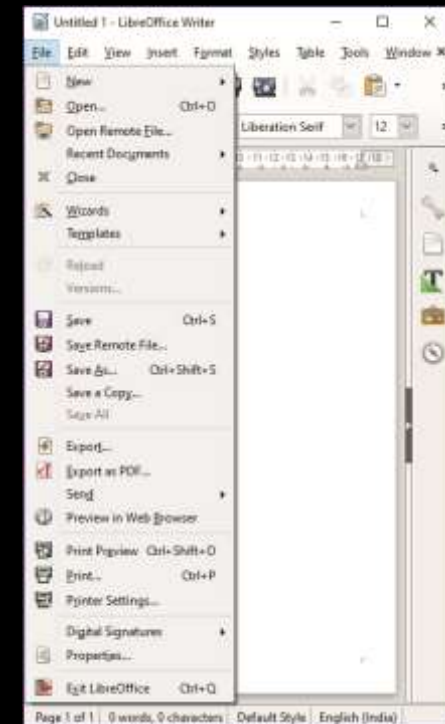 Untitled 1 - LibreOffice Writer
File Edit View Insert Format Styles Table Tools Window
New
Open... Ctrl+O
Open Remote File...
Recent Documents
Close
Wizards
Templates
Reload
Versions...
Save Ctrl+S
Save Remote File...
Save As... Ctrl+Shift+S
Save a Copy...
Save All
Export...
Export as PDF...
Send
Preview in Web Browser
Print Preview Ctrl+Shift+O
Print... Ctrl+P
Printer Settings...
Digital Signatures
Properties...
Exit LibreOffice Ctrl+Q
Liberation Serif 12
Page 1 of 1 0 words, 0 characters Default Style English (India)